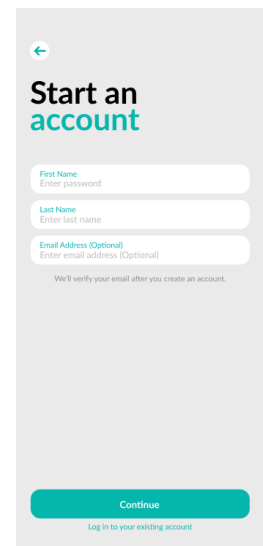 Start an
account
First Name
Enter password
Last Name
Enter last name
Email Address (Optional)
Enter email address (Optional)
We'll verify your email after you create an account.
Continue
Log in to your existing account